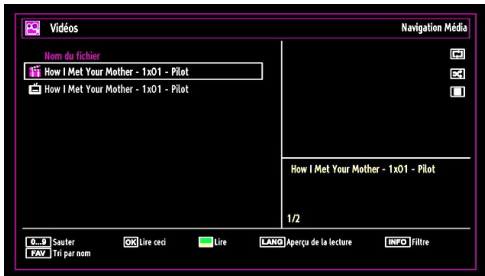 Vidéos
Navigation Média
Nom du fichier
How I Met Your Mother - 1x01 - Pilot
How I Met Your Mother - 1x01 - Pilot
How I Met Your Mother - 1x01 - Pilot
1/2
0...9 Sauter
OK Lire ceci
Lire
LANG Aperçu de la lecture
INFO Filtre
FAV Tri par nom